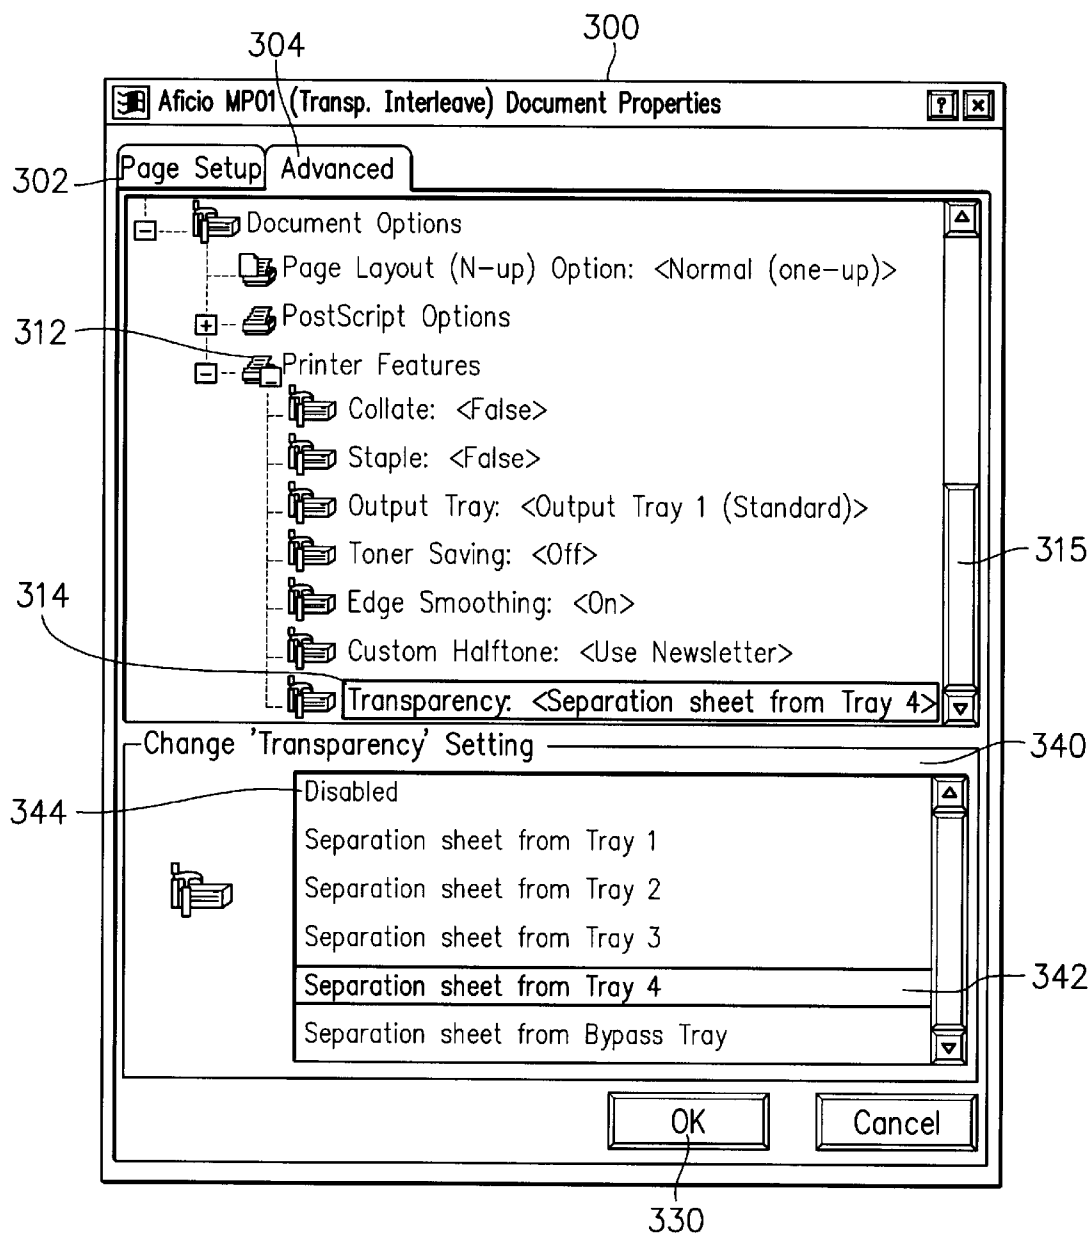 300
304
Aficio MP01 (Transp. Interleave) Document Properties
302
Page Setup
Advanced
Document Options
Page Layout (N-up) Option: <Normal (one-up)>
PostScript Options
312
Printer Features
Collate: <False>
Staple: <False>
Output Tray: <Output Tray 1 (Standard)>
Toner Saving: <Off>
315
Edge Smoothing: <On>
314
Custom Halftone: <Use Newsletter>
Transparency: <Separation sheet from Tray 4>
Change 'Transparency' Setting
340
344
Disabled
Separation sheet from Tray 1
Separation sheet from Tray 2
Separation sheet from Tray 3
Separation sheet from Tray 4
342
Separation sheet from Bypass Tray
OK
Cancel
330